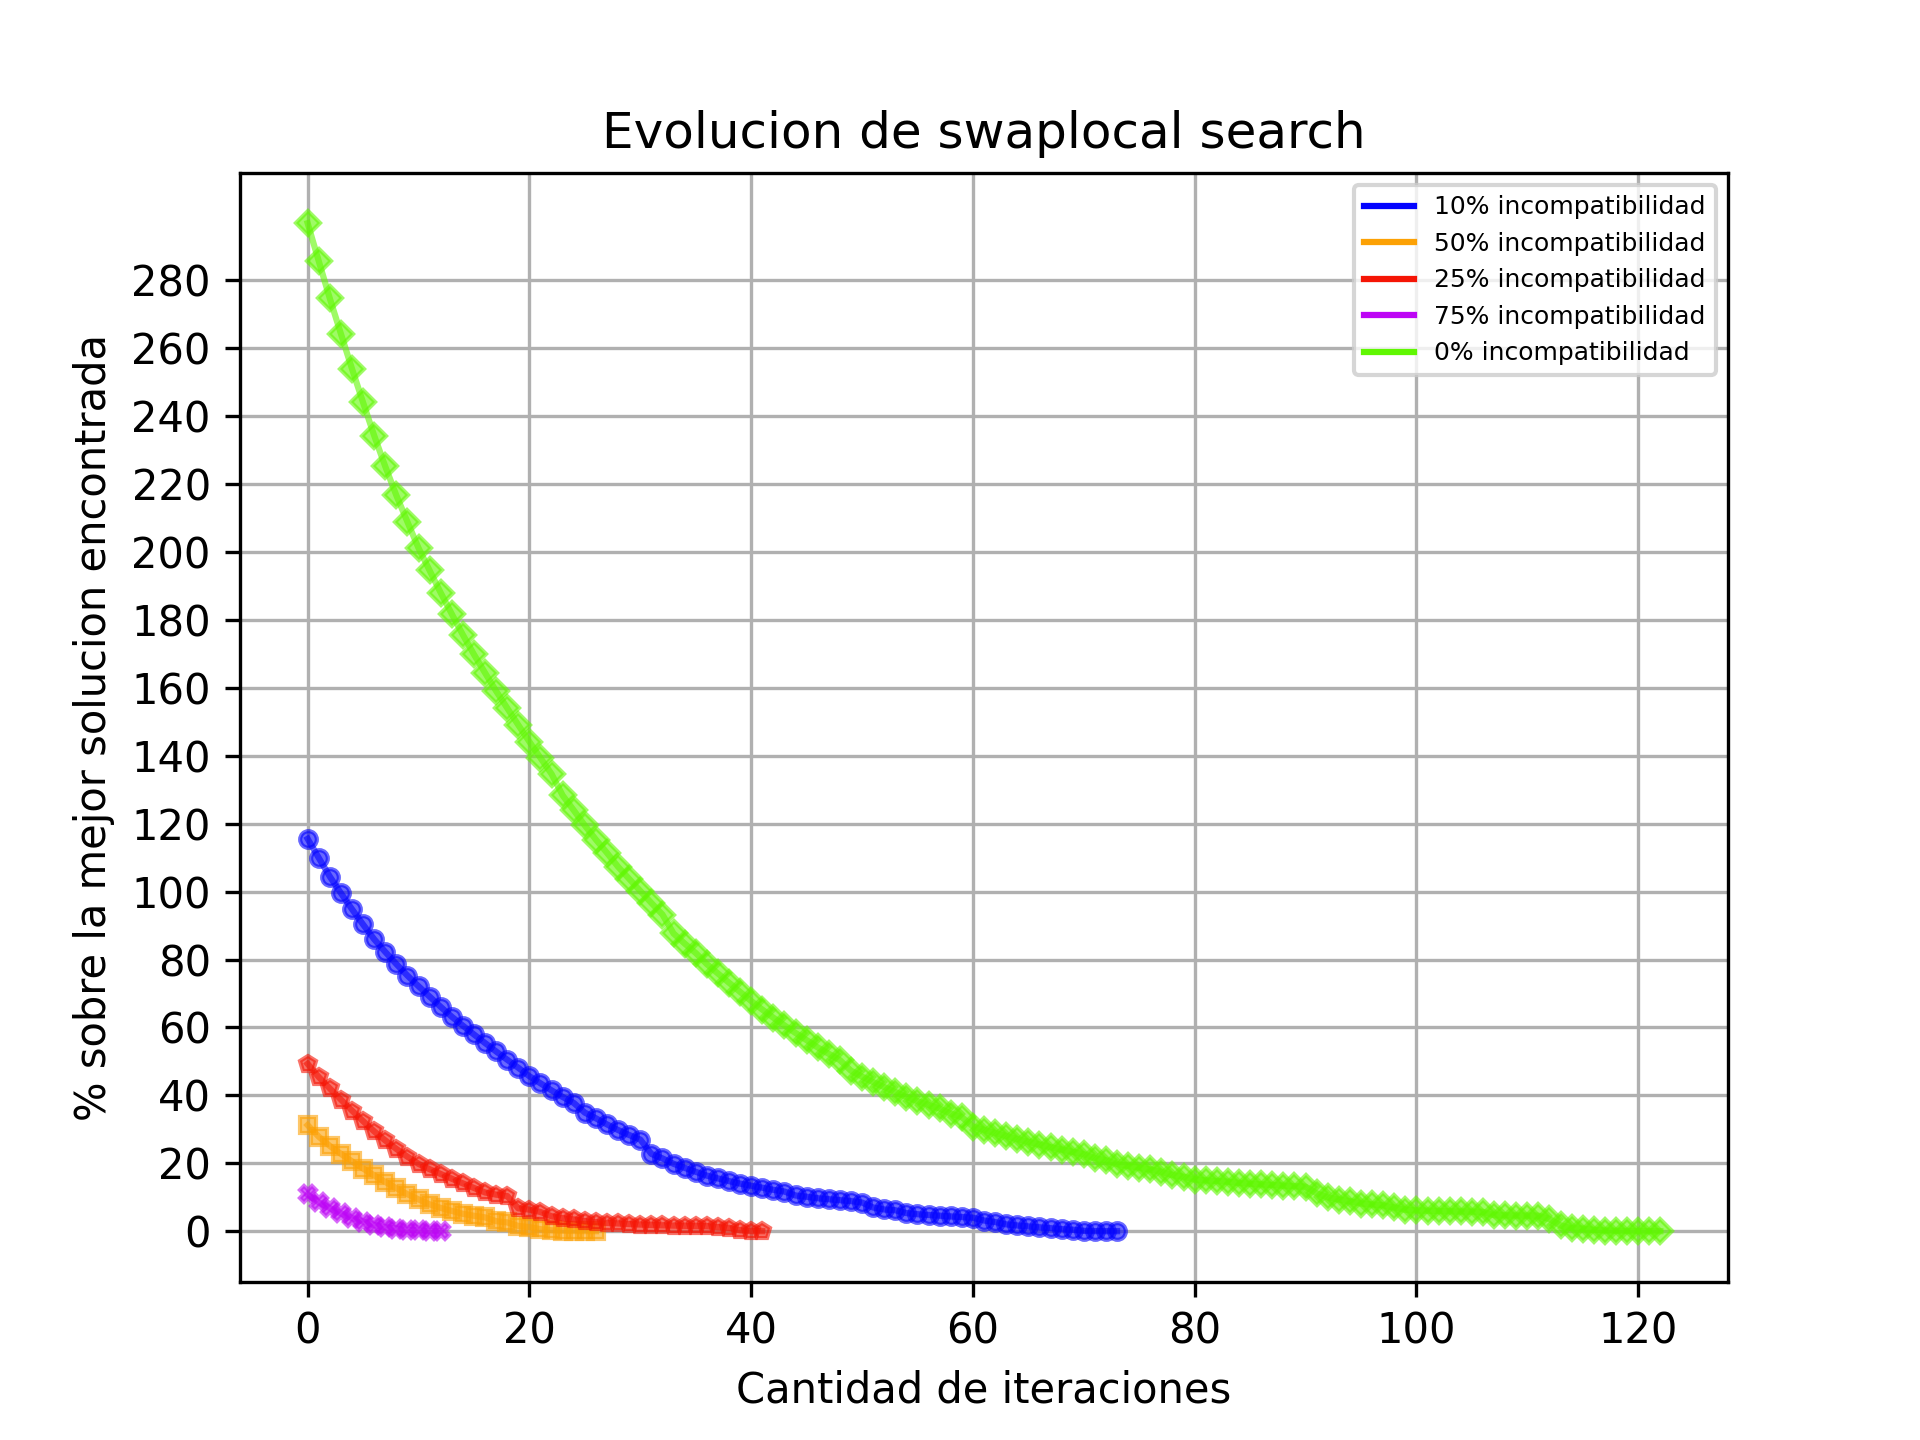 Evolucion de swaplocal search
10% incompatibilidad
50% incompatibilidad
25% incompatibilidad
75% incompatibilidad
0% incompatibilidad
% sobre la mejor solucion encontrada
280
260
240
220
200
180
160
140
120
100
80
60
40
20
0
0 20 40 60 80 100 120
Cantidad de iteraciones